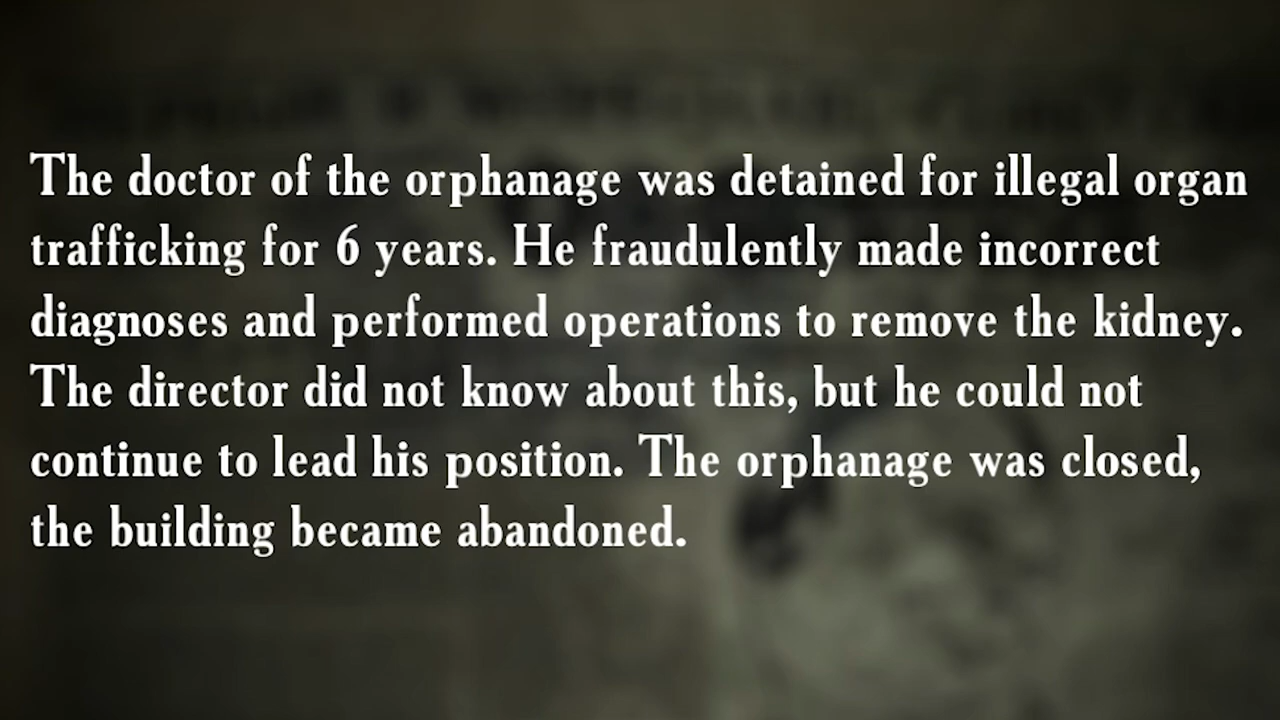 The doctor of the orphanage was detained for illegal organ
trafficking for 6 years. He fraudulently made incorrect
diagnoses and performed operations to remove the kidney.
The director did not know about this, but he could not
continue to lead his position. The orphanage was closed,
the building became abandoned.